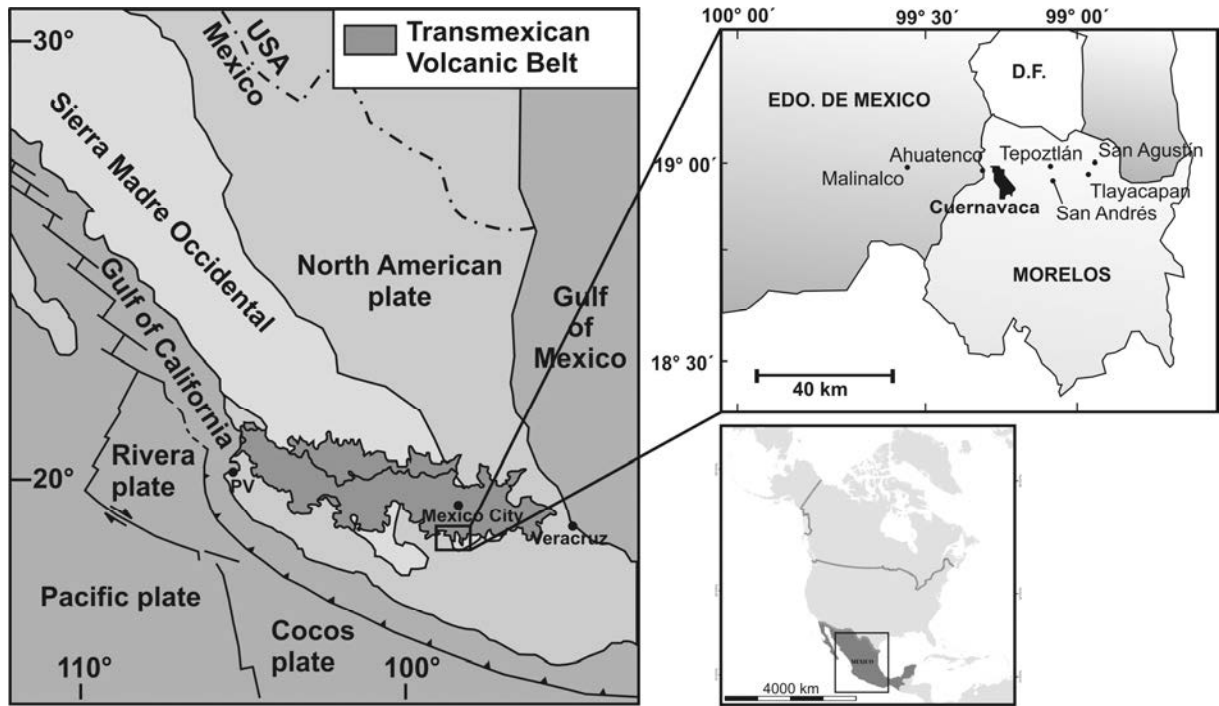 30°
USA
Mexico
Transmexican
Volcanic Belt
Sierra Madre Occidental
Gulf of California
North American
plate
Gulf
of
Mexico
Rivera
plate
20°
PV
Mexico City
Veracruz
Pacific plate
Cocos
plate
110°
100°
100° 00´
99° 30´
99° 00´
D.F.
EDO. DE MEXICO
19° 00´
Ahuatenco
Tepoztlán
San Agustín
Malinalco
Tlayacapan
Cuernavaca
San Andrés
MORELOS
18° 30´
40 km
MEXICO
4000 km